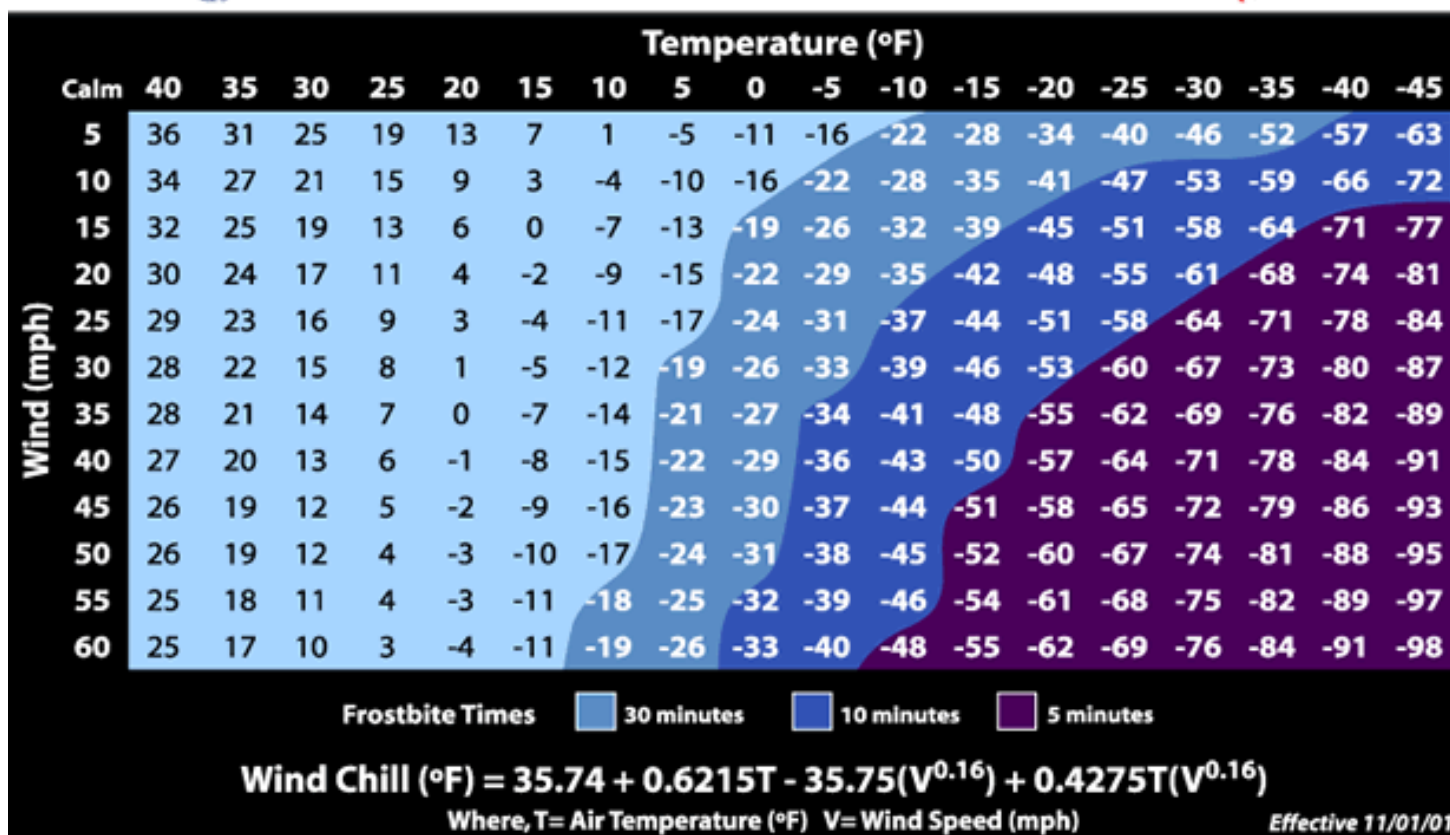 Temperature (ºF)
Calm 40 35 30 25 20 15 10 5 0 -5 -10 -15 -20 -25 -30 -35 -40 -45
5 36 31 25 19 13 7 1 -5 -11 -16 -22 -28 -34 -40 -46 -52 -57 -63
10 34 27 21 15 9 3 -4 -10 -16 -22 -28 -35 -41 -47 -53 -59 -66 -72
15 32 25 19 13 6 0 -7 -13 -19 -26 -32 -39 -45 -51 -58 -64 -71 -77
20 30 24 17 11 4 -2 -9 -15 -22 -29 -35 -42 -48 -55 -61 -68 -74 -81
25 29 23 16 9 3 -4 -11 -17 -24 -31 -37 -44 -51 -58 -64 -71 -78 -84
30 28 22 15 8 1 -5 -12 -19 -26 -33 -39 -46 -53 -60 -67 -73 -80 -87
35 28 21 14 7 0 -7 -14 -21 -27 -34 -41 -48 -55 -62 -69 -76 -82 -89
40 27 20 13 6 -1 -8 -15 -22 -29 -36 -43 -50 -57 -64 -71 -78 -84 -91
45 26 19 12 5 -2 -9 -16 -23 -30 -37 -44 -51 -58 -65 -72 -79 -86 -93
50 26 19 12 4 -3 -10 -17 -24 -31 -38 -45 -52 -60 -67 -74 -81 -88 -95
55 25 18 11 4 -3 -11 -18 -25 -32 -39 -46 -54 -61 -68 -75 -82 -89 -97
60 25 17 10 3 -4 -11 -19 -26 -33 -40 -48 -55 -62 -69 -76 -84 -91 -98
Wind (mph)
Frostbite Times 30 minutes 10 minutes 5 minutes
Wind Chill (ºF) = 35.74 + 0.6215T - 35.75(V^0.16) + 0.4275T(V^0.16)
Where, T= Air Temperature (ºF) V= Wind Speed (mph) Effective 11/01/01